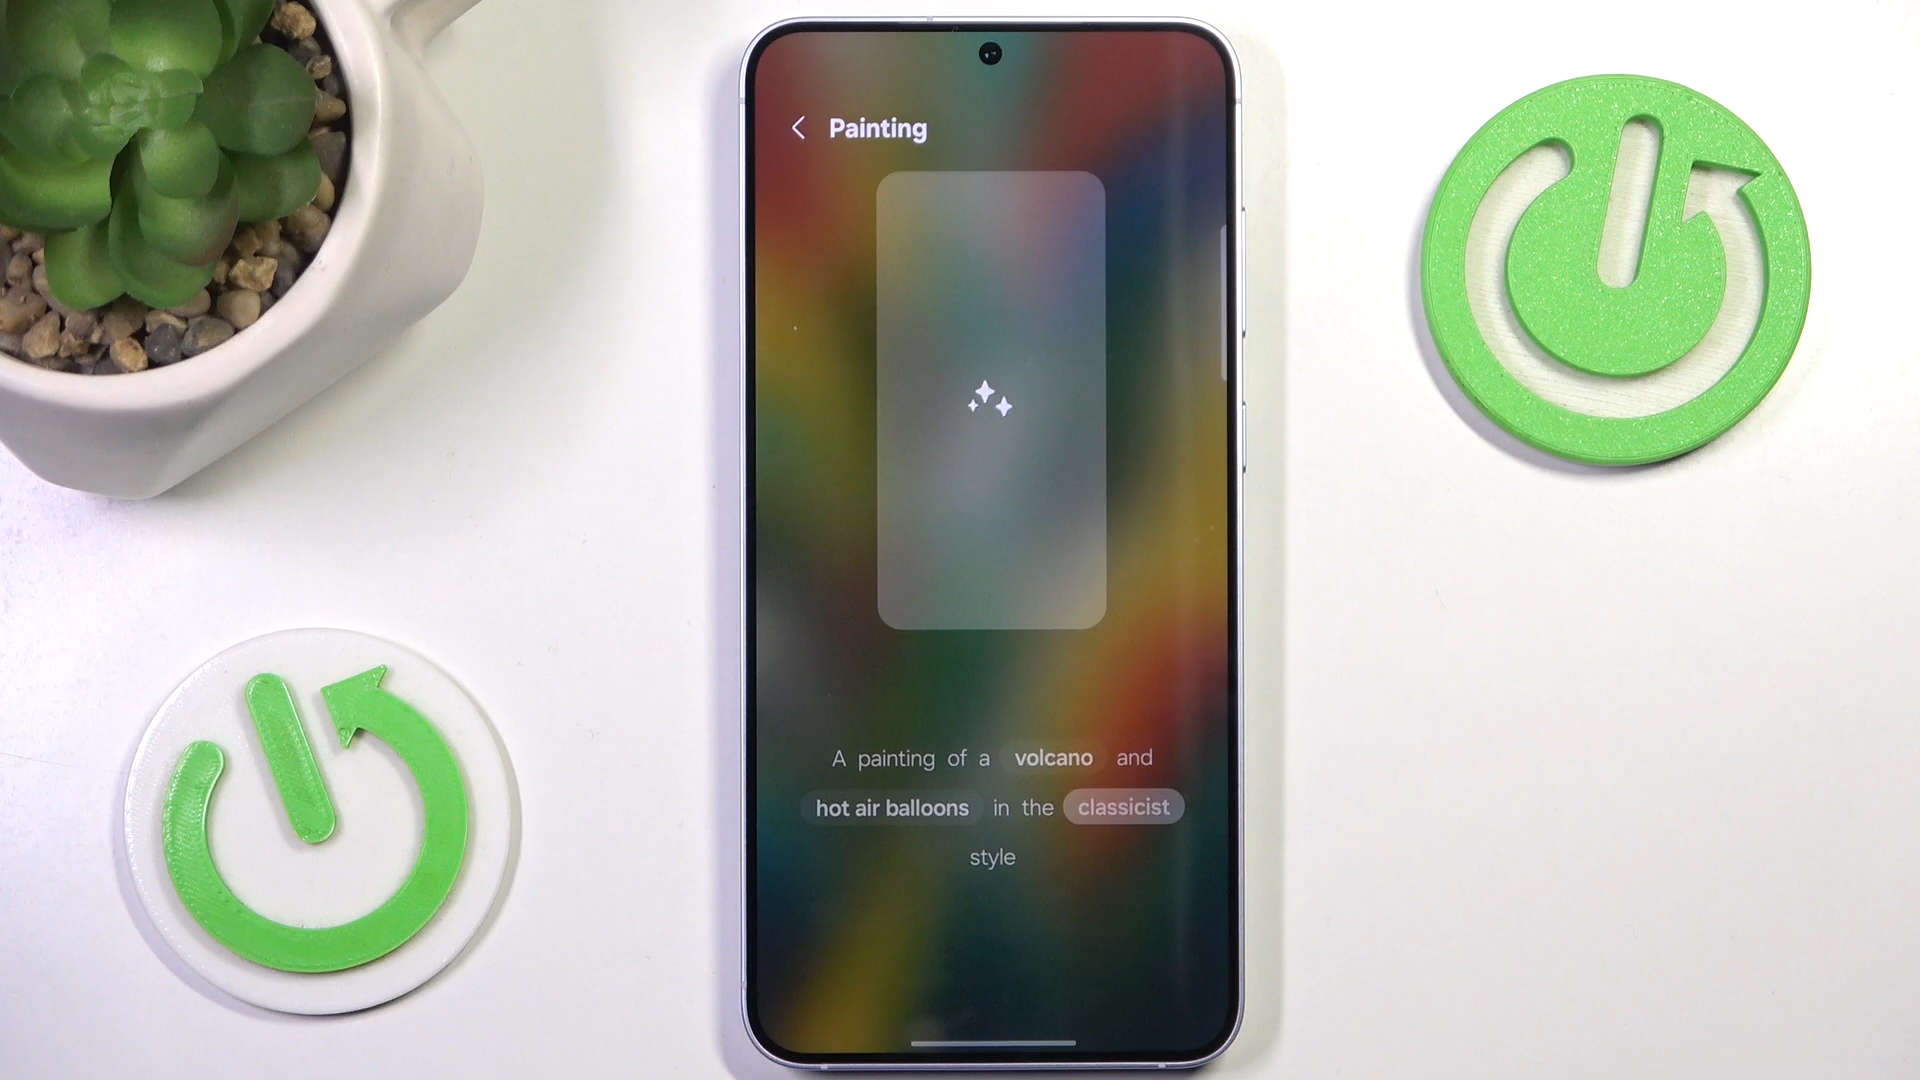 Painting
A painting of a volcano and
hot air balloons in the classicist
style